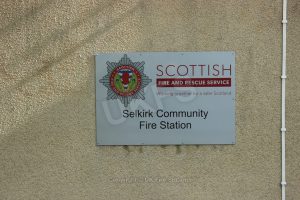 SCOTTISH
FIRE AND RESCUE SERVICE
Working together for a safer Scotland
Selkirk Community
Fire Station